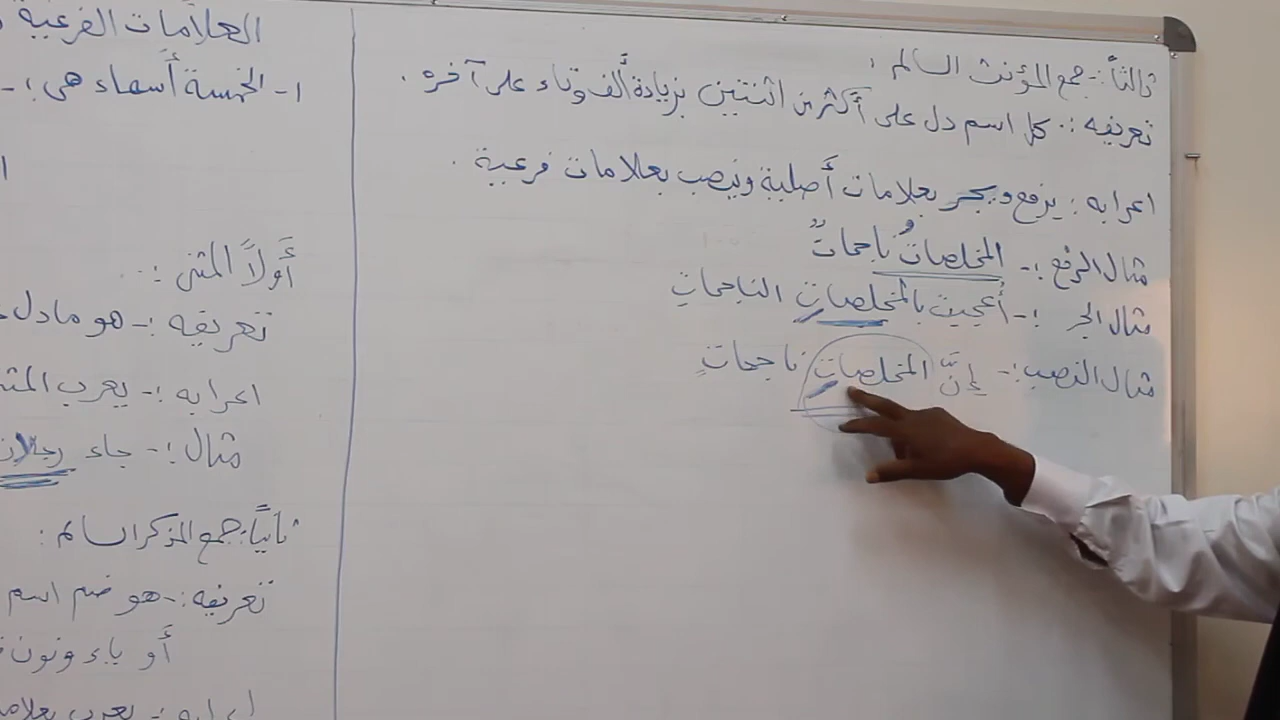 ثالثاً :- جمع المؤنث السالم :
تعريفه :. كل اسم دل على أكثر من اثنتين بزيادة ألف وتاء على آخره .
اعرابه : يرفع ويجر بعلامات أصلية وينصب بعلامات فرعية .
مثال الرفع :- المخلصاتُ ناجحاتٌ
مثال الجر :- أُعجبت بالمخلصاتِ الناجحاتِ
مثال النصب :- إنَّ المخلصاتِ ناجحاتٍ
العلامات الفرعية
١- الخمسة أسماء هي :-
أولاً المثنى :.
تعريفه :- هو ما دل
اعرابه :- يعرب
مثال :- جاء رجلان
ثانياً: جمع المذكر السالم :
تعريفه :- هو ضم اسم
أو ياء ونون
اعرابه :- يعرب